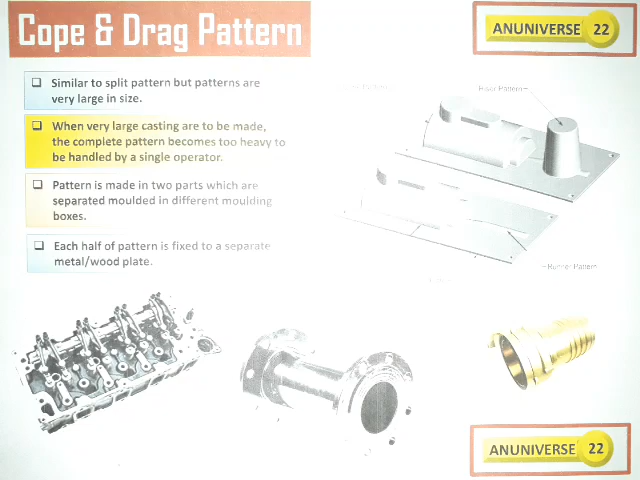 Cope & Drag Pattern
ANUNIVERSE 22
❑ Similar to split pattern but patterns are
very large in size.
❑ When very large casting are to be made,
the complete pattern becomes too heavy to
be handled by a single operator.
❑ Pattern is made in two parts which are
separated moulded in different moulding
boxes.
❑ Each half of pattern is fixed to a separate
metal/wood plate.
Riser Pattern
Runner Pattern
ANUNIVERSE 22